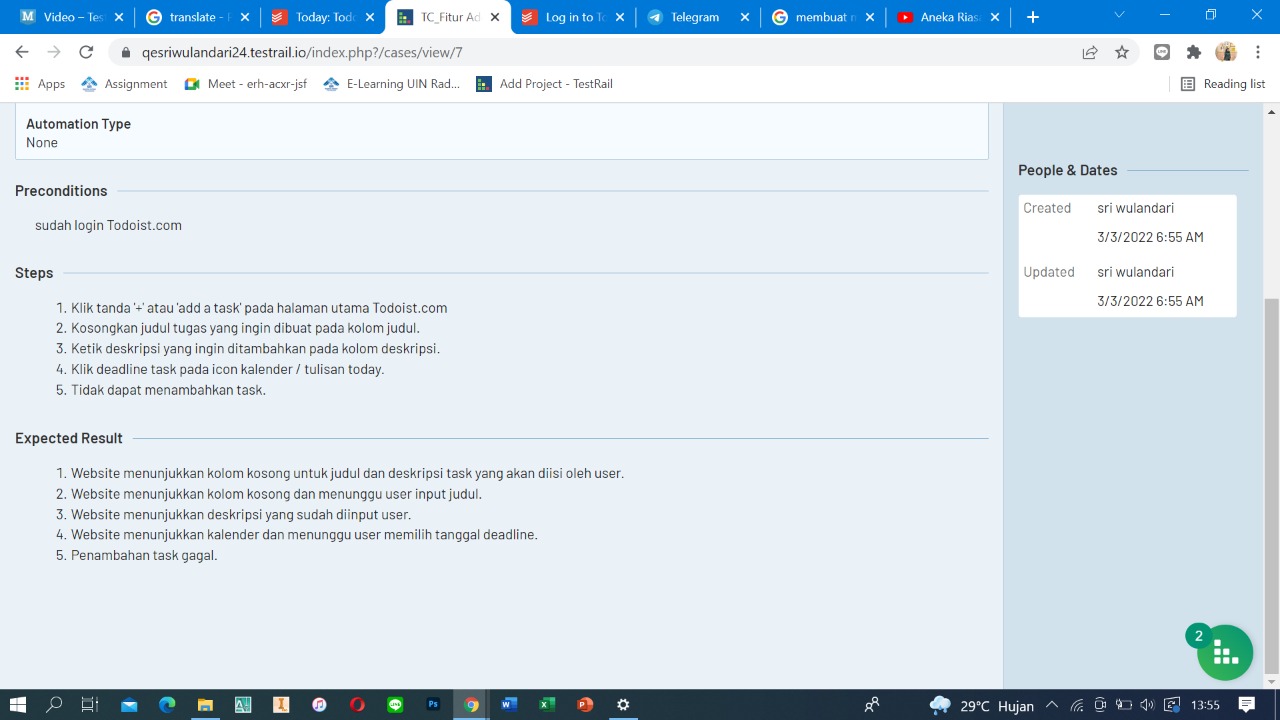 Video – Tes
translate -
Today: Todo
TC_Fitur Ad
Log in to To
Telegram
membuat
Aneka Rias
qesriwulandari24.testrail.io/index.php?/cases/view/7
Apps
Assignment
Meet - erh-acxr-jsf
E-Learning UIN Rad...
Add Project - TestRail
Reading list
Automation Type
None
Preconditions
sudah login Todoist.com
Steps
1. Klik tanda '+' atau 'add a task' pada halaman utama Todoist.com
2. Kosongkan judul tugas yang ingin dibuat pada kolom judul.
3. Ketik deskripsi yang ingin ditambahkan pada kolom deskripsi.
4. Klik deadline task pada icon kalender / tulisan today.
5. Tidak dapat menambahkan task.
Expected Result
1. Website menunjukkan kolom kosong untuk judul dan deskripsi task yang akan diisi oleh user.
2. Website menunjukkan kolom kosong dan menunggu user input judul.
3. Website menunjukkan deskripsi yang sudah diinput user.
4. Website menunjukkan kalender dan menunggu user memilih tanggal deadline.
5. Penambahan task gagal.
People & Dates
Created sri wulandari
3/3/2022 6:55 AM
Updated sri wulandari
3/3/2022 6:55 AM
2
29°C Hujan
13:55